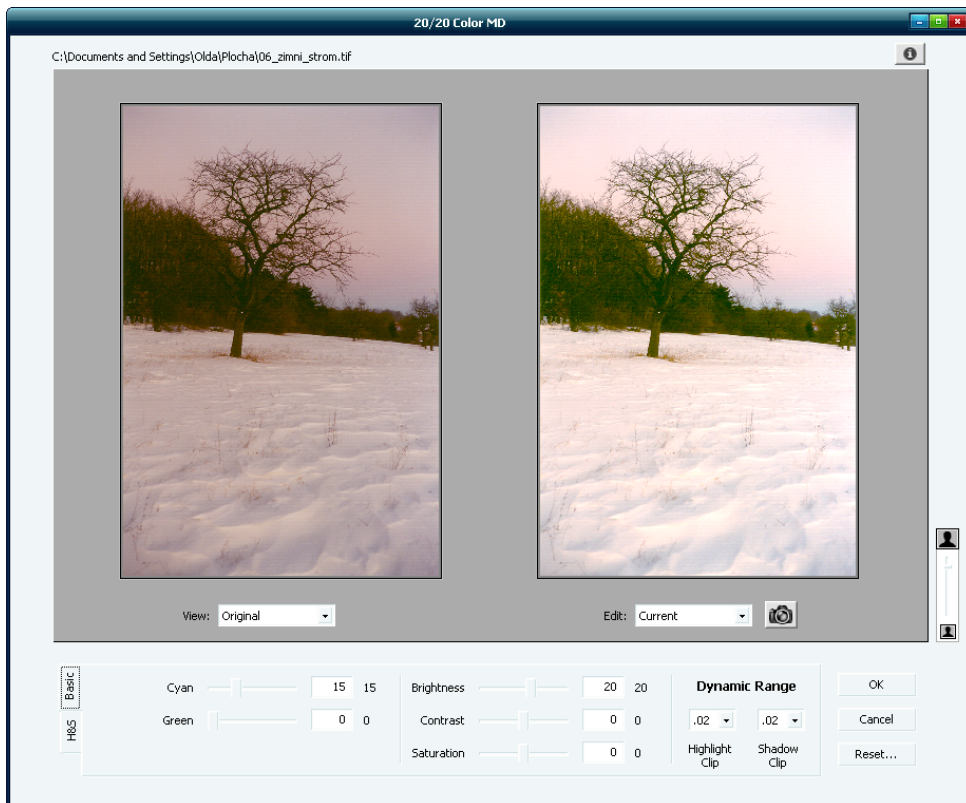 20/20 Color MD
C:\Documents and Settings\Olda\Plocha\06_zimni_strom.tif
View: Original
Edit: Current
Basic
H&S
Cyan 15 15
Green 0 0
Brightness 20 20
Contrast 0 0
Saturation 0 0
Dynamic Range
.02 .02
Highlight Clip
Shadow Clip
OK
Cancel
Reset...